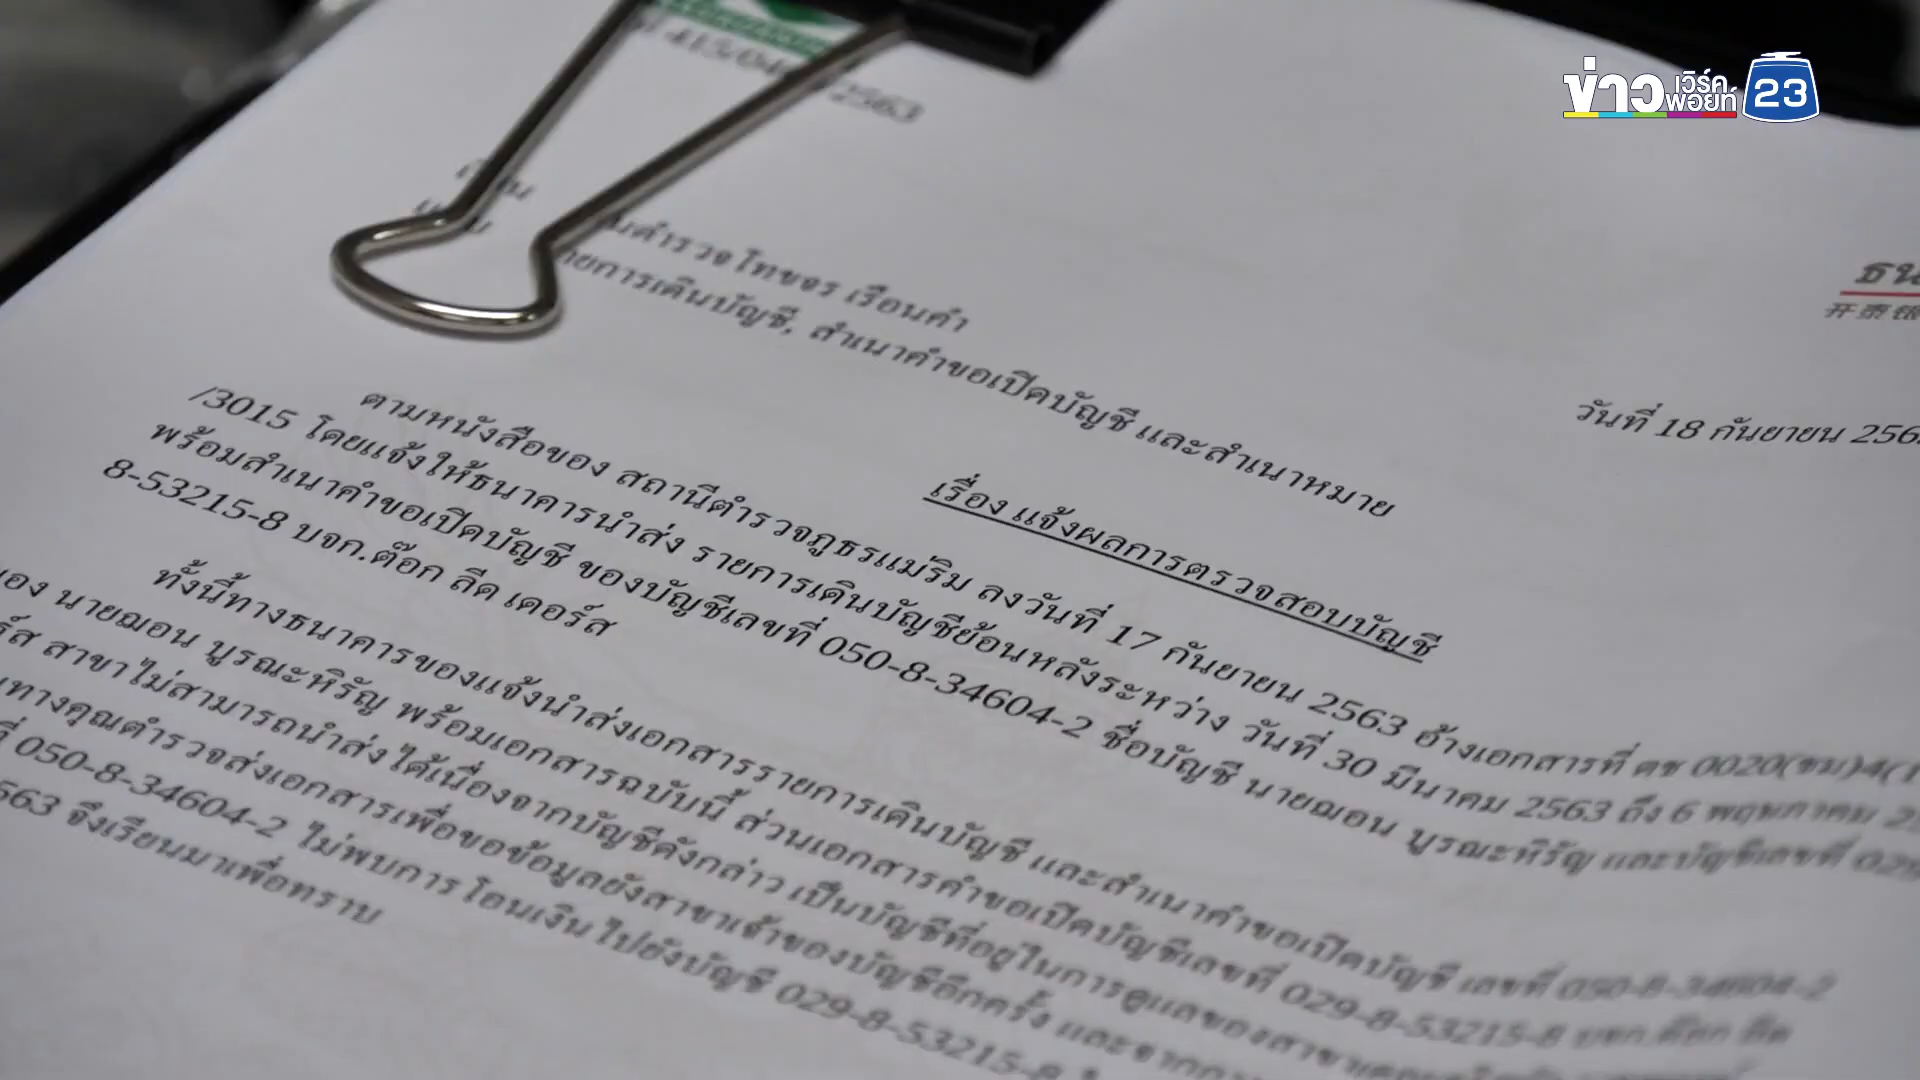 ข่าวเวิร์คพอยท์ 23
2563
ธน
วันที่ 18 กันยายน 256
ตำรวจโทขจร เรือนคำ
รายการเดินบัญชี, สำเนาคำขอเปิดบัญชี และสำเนาหมาย
เรื่อง แจ้งผลการตรวจสอบบัญชี
ตามหนังสือของ สถานีตำรวจภูธรแม่ริม ลงวันที่ 17 กันยายน 2563 อ้างเอกสารที่ ตช 0020(ชม)4(1
/3015 โดยแจ้งให้ธนาคารนำส่ง รายการเดินบัญชีย้อนหลังระหว่าง วันที่ 30 มีนาคม 2563 ถึง 6 พฤษภาคม
พร้อมสำเนาคำขอเปิดบัญชี ของบัญชีเลขที่ 050-8-34604-2 ชื่อบัญชี นายฌอน บูรณะหิรัญ และบัญชีเลขที่ 029
8-53215-8 บจก.ต๊อก ลีด เดอร์ส
ทั้งนี้ทางธนาคารขอแจ้งนำส่งเอกสารรายการเดินบัญชี และสำเนาคำขอเปิดบัญชี เลขที่ 050-8-34604-2
ของ นายฌอน บูรณะหิรัญ พร้อมเอกสารฉบับนี้ ส่วนเอกสารคำขอเปิดบัญชีเลขที่ 029-8-53215-8 บจก.ต๊อก ลีด
ร์ส สาขาไม่สามารถนำส่งได้เนื่องจากบัญชีดังกล่าว เป็นบัญชีที่อยู่ในการดูแลของสาขา
ทางคุณตำรวจส่งเอกสารเพื่อขอข้อมูลยังสาขาเจ้าของบัญชีอีกครั้ง และจากการ
ที่ 050-8-34604-2 ไม่พบการโอนเงินไปยังบัญชี 029-8-53215-8
563 จึงเรียนมาเพื่อทราบ